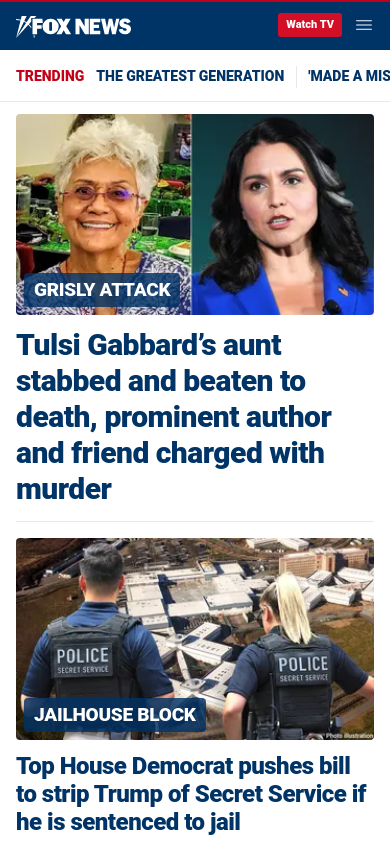 FOX NEWS
Watch TV
TRENDING THE GREATEST GENERATION 'MADE A MIS
GRISLY ATTACK
Tulsi Gabbard’s aunt
stabbed and beaten to
death, prominent author
and friend charged with
murder
POLICE
SECRET SERVICE
POLICE
SECRET SERVICE
JAILHOUSE BLOCK
Photo Illustration
Top House Democrat pushes bill
to strip Trump of Secret Service if
he is sentenced to jail